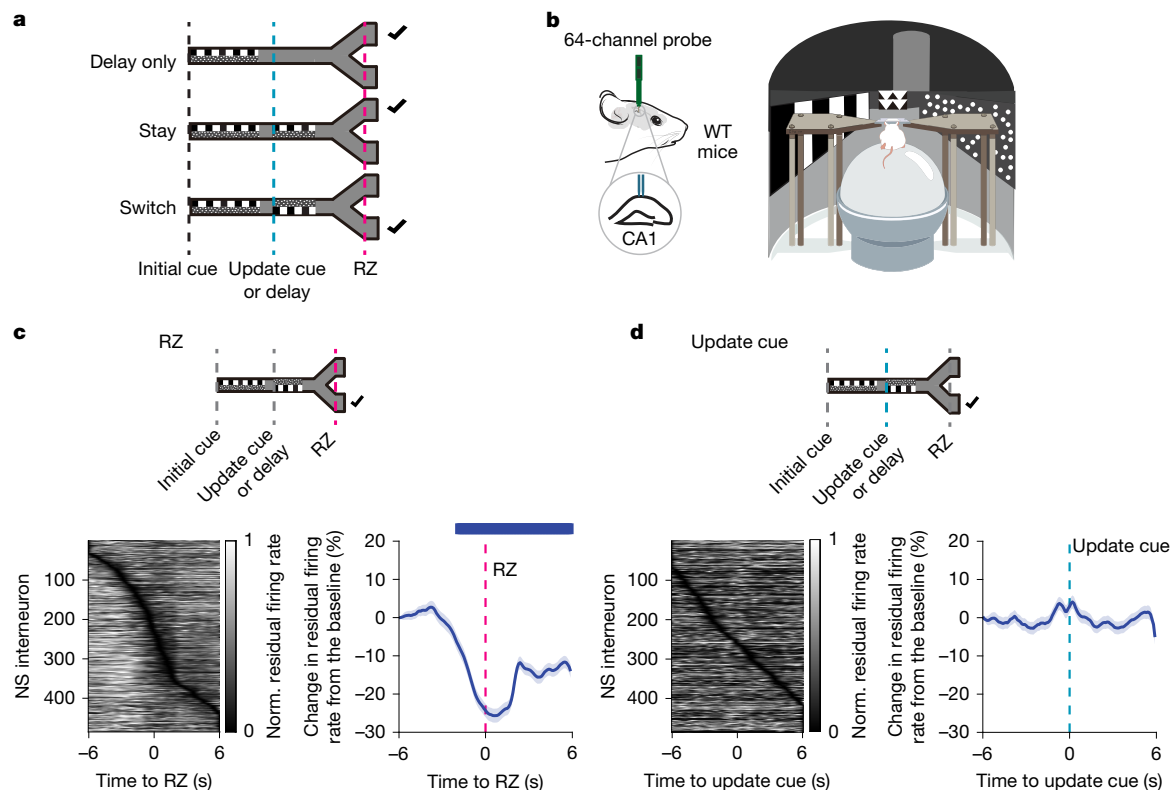 a
Delay only
Stay
Switch
Initial cue
Update cue
or delay
RZ
b
64-channel probe
WT
mice
CA1
c
RZ
Initial cue
Update cue
or delay
RZ
NS interneuron
100
200
300
400
–6
0
6
Time to RZ (s)
1
0
Norm. residual firing rate
Change in residual firing
rate from the baseline (%)
20
10
0
–10
–20
–30
RZ
–6
0
6
Time to RZ (s)
d
Update cue
Initial cue
Update cue
or delay
RZ
NS interneuron
100
200
300
400
–6
0
6
Time to update cue (s)
1
0
Norm. residual firing rate
Change in residual firing
rate from the baseline (%)
20
10
0
–10
–20
–30
Update cue
–6
0
6
Time to update cue (s)